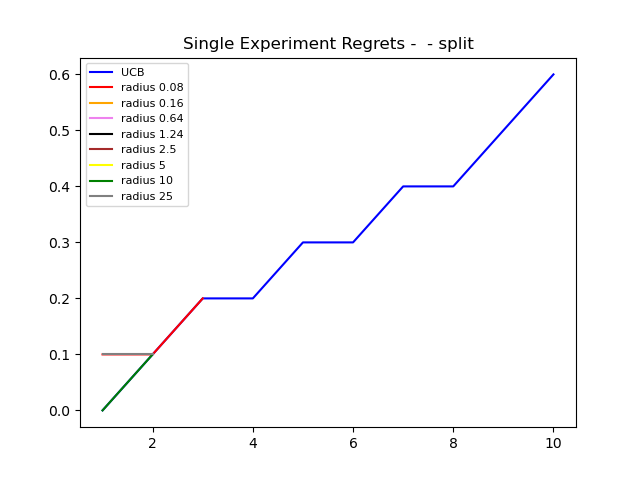 Single Experiment Regrets -  - split
UCB
radius 0.08
radius 0.16
radius 0.64
radius 1.24
radius 2.5
radius 5
radius 10
radius 25
0.6
0.5
0.4
0.3
0.2
0.1
0.0
2 4 6 8 10